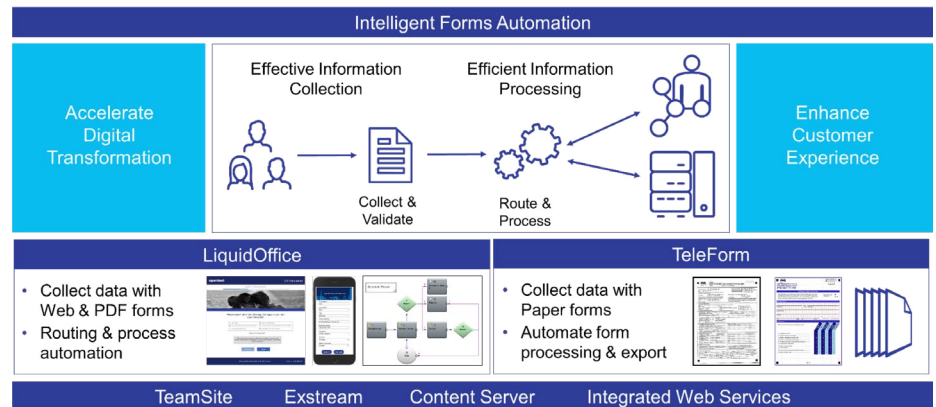 Intelligent Forms Automation
Accelerate
Digital
Transformation
Effective Information
Collection
Efficient Information
Processing
Collect &
Validate
Route &
Process
Enhance
Customer
Experience
LiquidOffice
• Collect data with
Web & PDF forms
• Routing & process
automation
TeleForm
• Collect data with
Paper forms
• Automate form
processing & export
TeamSite Exstream Content Server Integrated Web Services